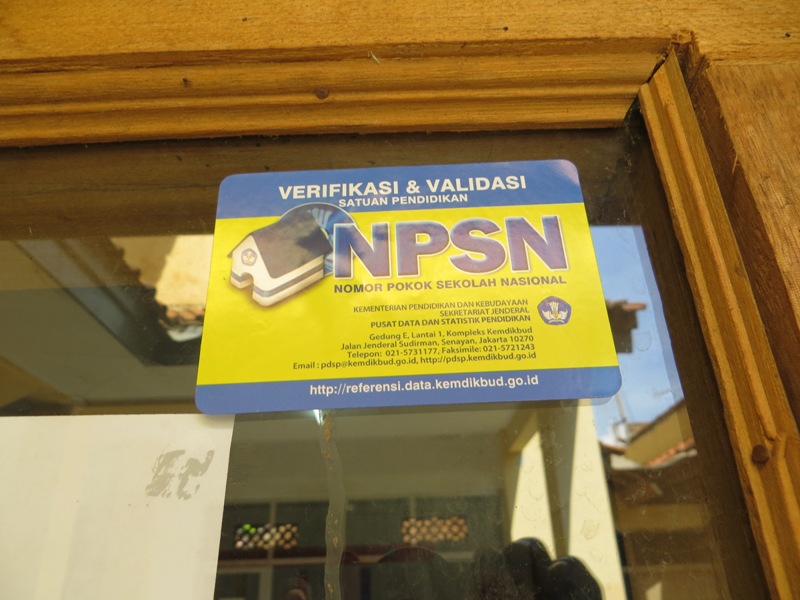 VERIFIKASI & VALIDASI
SATUAN PENDIDIKAN
NPSN
NOMOR POKOK SEKOLAH NASIONAL
KEMENTERIAN PENDIDIKAN DAN KEBUDAYAAN
SEKRETARIAT JENDERAL
PUSAT DATA DAN STATISTIK PENDIDIKAN
Gedung E, Lantai 1, Kompleks Kemdikbud
Jalan Jenderal Sudirman, Senayan, Jakarta 10270
Telepon: 021-5731177, Faksimile: 021-5721243
Email : pdsp@kemdikbud.go.id, http://pdsp.kemdikbud.go.id
http://referensi.data.kemdikbud.go.id